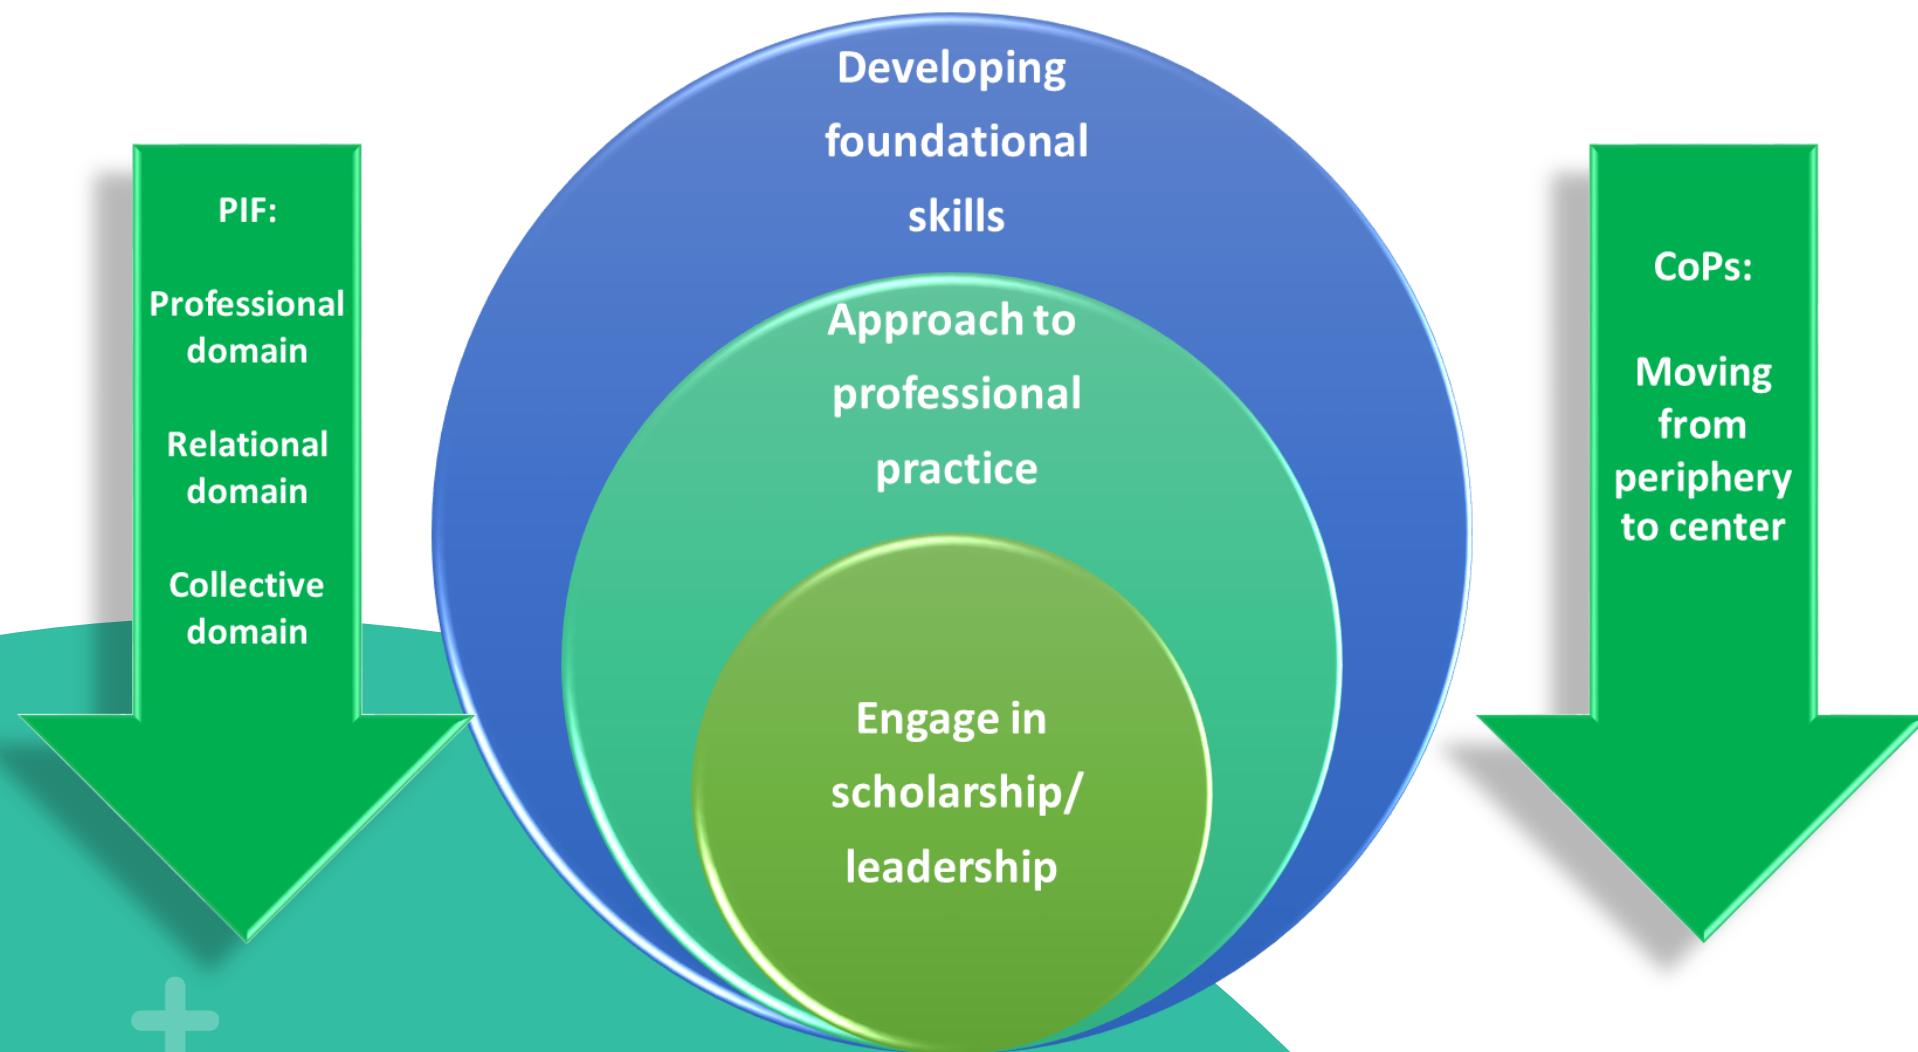 PIF:
Professional
domain
Relational
domain
Collective
domain
Developing
foundational
skills
Approach to
professional
practice
Engage in
scholarship/
leadership
CoPs:
Moving
from
periphery
to center